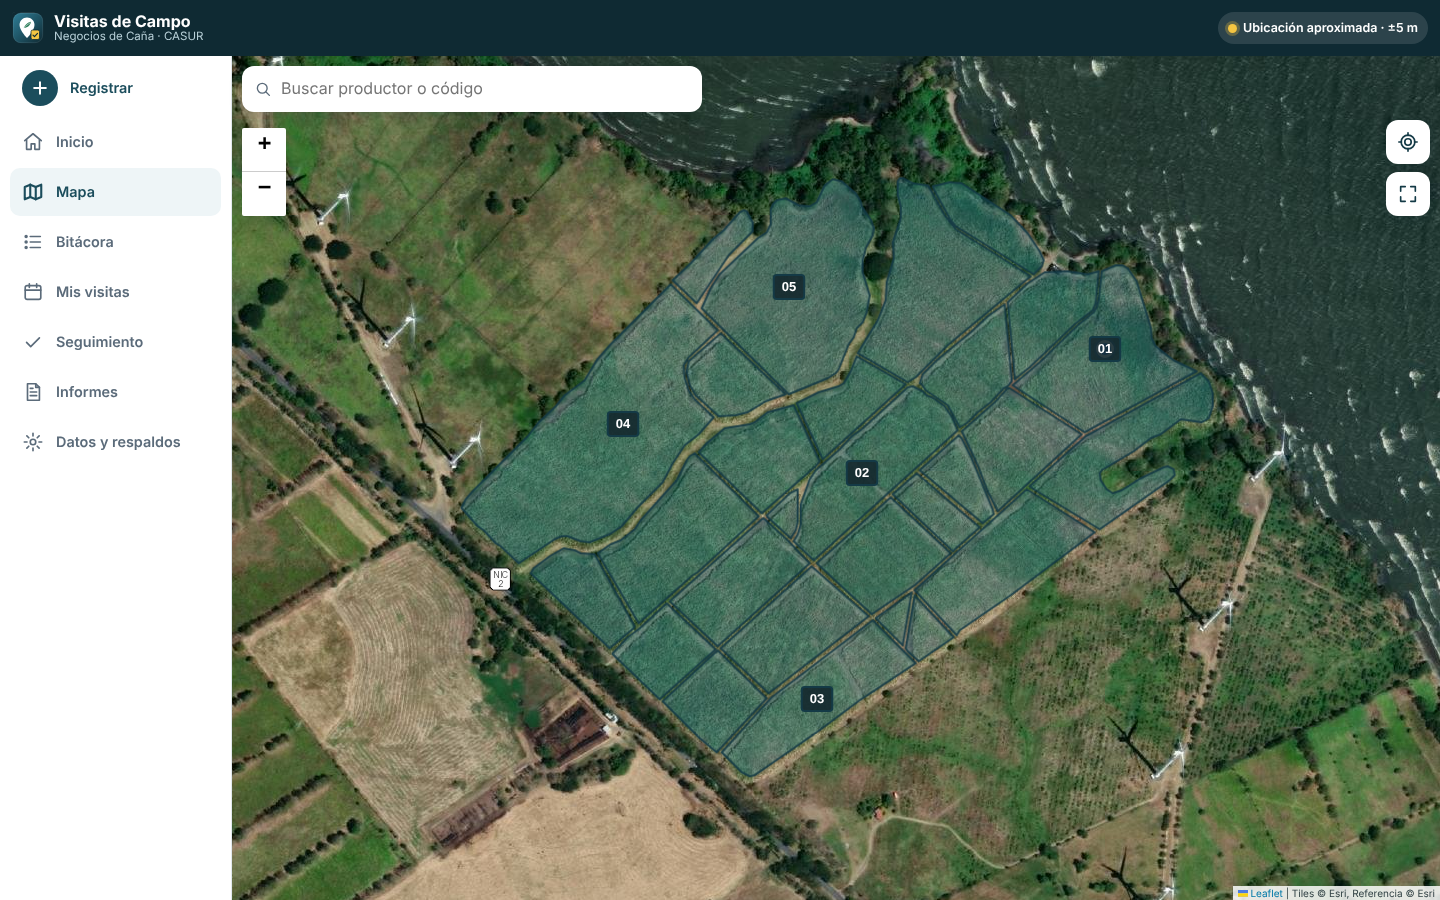 Visitas de Campo
Negocios de Caña · CASUR
Ubicación aproximada · ±5 m
Registrar
Inicio
Mapa
Bitácora
Mis visitas
Seguimiento
Informes
Datos y respaldos
Buscar productor o código
+
−
05
01
04
02
NIC
2
03
Leaflet | Tiles © Esri, Referencia © Esri